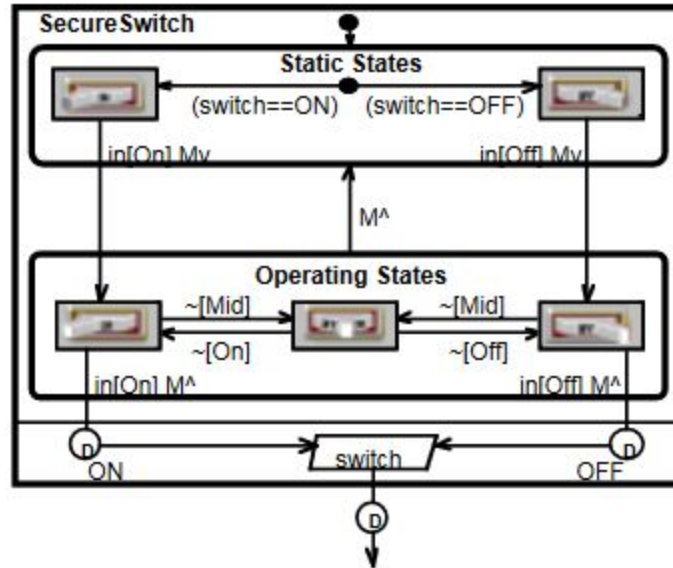 SecureSwitch
Static States
(switch==ON) (switch==OFF)
in[On] Mv in[Off] Mv
M^
Operating States
~[Mid] ~[Mid]
~[On] ~[Off]
in[On] M^ in[Off] M^
D D
ON switch OFF
D